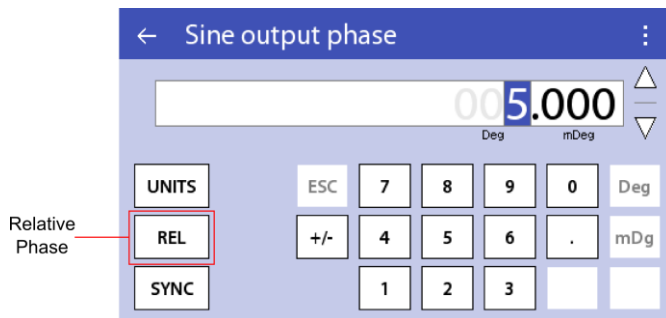 ← Sine output phase
005.000
Deg mDeg
UNITS ESC 7 8 9 0 Deg
Relative
Phase
REL +/- 4 5 6 . mDg
SYNC 1 2 3